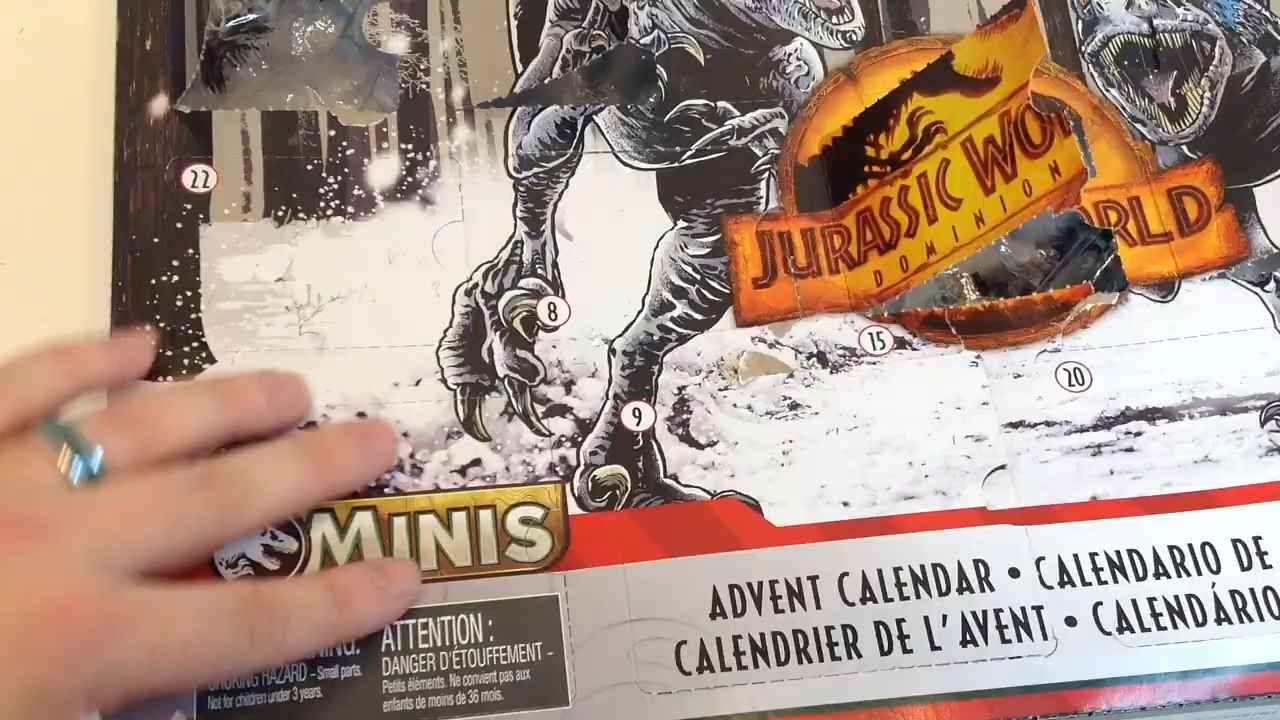 22
JURASSIC WO
DOMINION
ORLD
8
15
20
9
MINIS
ADVENT CALENDAR • CALENDARIO DE
CALENDRIER DE L'AVENT • CALENDÁRIO
ATTENTION :
DANGER D'ÉTOUFFEMENT –
Petits éléments. Ne convient pas aux
enfants de moins de 36 mois.
HAZARD – Small parts.
Not for children under 3 years.